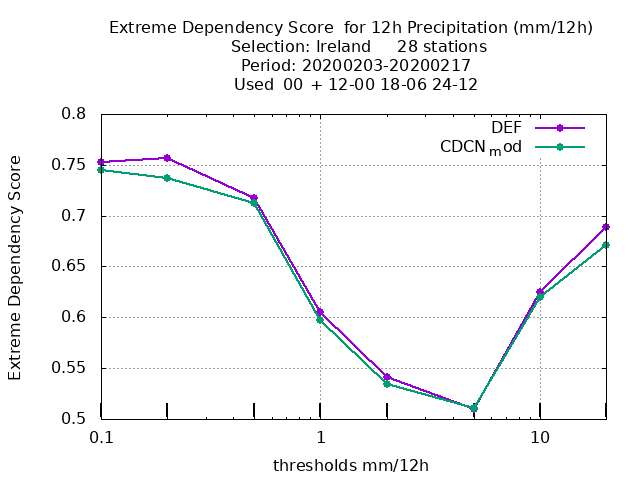 Extreme Dependency Score  for 12h Precipitation (mm/12h)
Selection: Ireland     28 stations
Period: 20200203-20200217
Used  00  + 12-00 18-06 24-12
DEF
CDCN_mod
Extreme Dependency Score
0.8
0.75
0.7
0.65
0.6
0.55
0.5
0.1
1
10
thresholds mm/12h